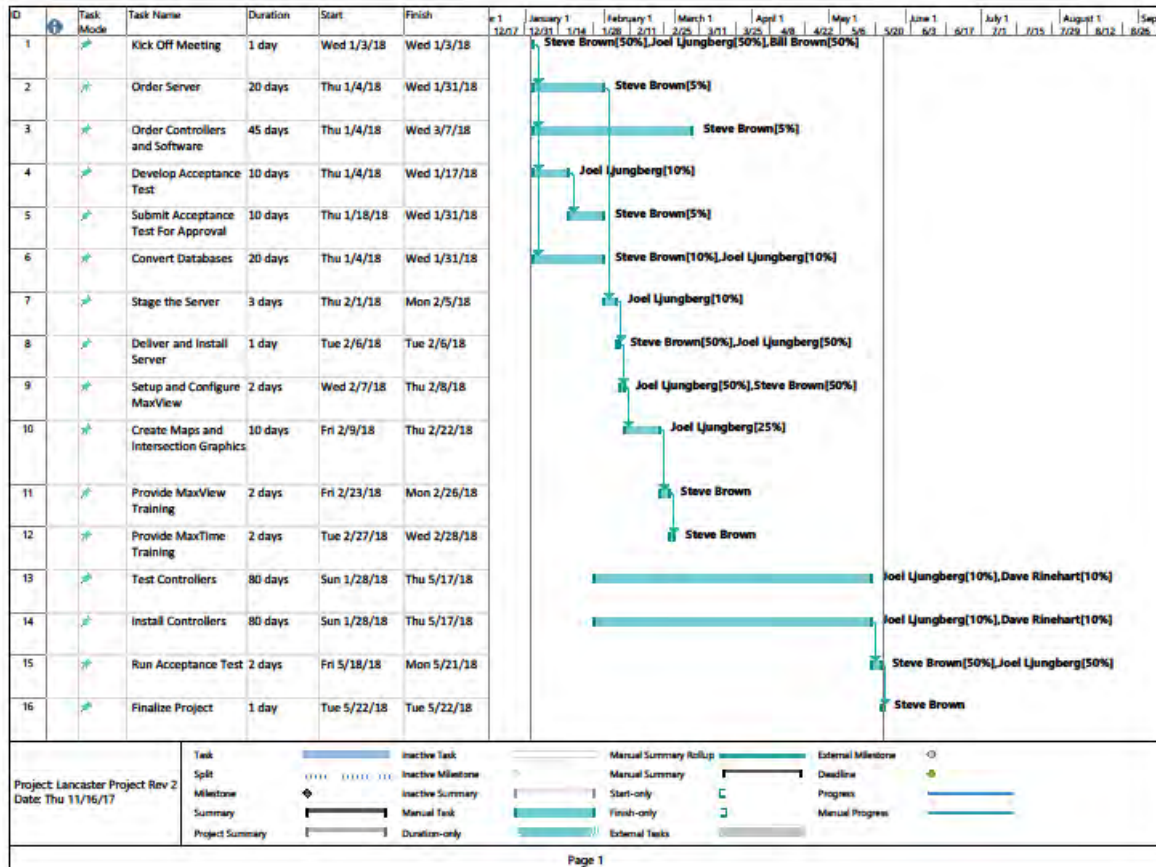 ID Task Mode Task Name Duration Start Finish
e 1 January 1 February 1 March 1 April 1 May 1 June 1 July 1 August 1 Sep
12/17 12/31 1/14 1/28 2/11 2/25 3/11 3/25 4/8 4/22 5/6 5/20 6/3 6/17 7/1 7/15 7/29 8/12 8/26
1 Kick Off Meeting 1 day Wed 1/3/18 Wed 1/3/18 Steve Brown[50%],Joel Ljungberg[50%],Bill Brown[50%]
2 Order Server 20 days Thu 1/4/18 Wed 1/31/18 Steve Brown[5%]
3 Order Controllers and Software 45 days Thu 1/4/18 Wed 3/7/18 Steve Brown[5%]
4 Develop Acceptance Test 10 days Thu 1/4/18 Wed 1/17/18 Joel Ljungberg[10%]
5 Submit Acceptance Test For Approval 10 days Thu 1/18/18 Wed 1/31/18 Steve Brown[5%]
6 Convert Databases 20 days Thu 1/4/18 Wed 1/31/18 Steve Brown[10%],Joel Ljungberg[10%]
7 Stage the Server 3 days Thu 2/1/18 Mon 2/5/18 Joel Ljungberg[10%]
8 Deliver and Install Server 1 day Tue 2/6/18 Tue 2/6/18 Steve Brown[50%],Joel Ljungberg[50%]
9 Setup and Configure MaxView 2 days Wed 2/7/18 Thu 2/8/18 Joel Ljungberg[50%],Steve Brown[50%]
10 Create Maps and Intersection Graphics 10 days Fri 2/9/18 Thu 2/22/18 Joel Ljungberg[25%]
11 Provide MaxView Training 2 days Fri 2/23/18 Mon 2/26/18 Steve Brown
12 Provide MaxTime Training 2 days Tue 2/27/18 Wed 2/28/18 Steve Brown
13 Test Controllers 80 days Sun 1/28/18 Thu 5/17/18 Joel Ljungberg[10%],Dave Rinehart[10%]
14 Install Controllers 80 days Sun 1/28/18 Thu 5/17/18 Joel Ljungberg[10%],Dave Rinehart[10%]
15 Run Acceptance Test 2 days Fri 5/18/18 Mon 5/21/18 Steve Brown[50%],Joel Ljungberg[50%]
16 Finalize Project 1 day Tue 5/22/18 Tue 5/22/18 Steve Brown
Project: Lancaster Project Rev 2
Date: Thu 11/16/17
Task Inactive Task Manual Summary Rollup External Milestone
Split Inactive Milestone Manual Summary Deadline
Milestone Inactive Summary Start-only Progress
Summary Manual Task Finish-only Manual Progress
Project Summary Duration-only External Tasks
Page 1